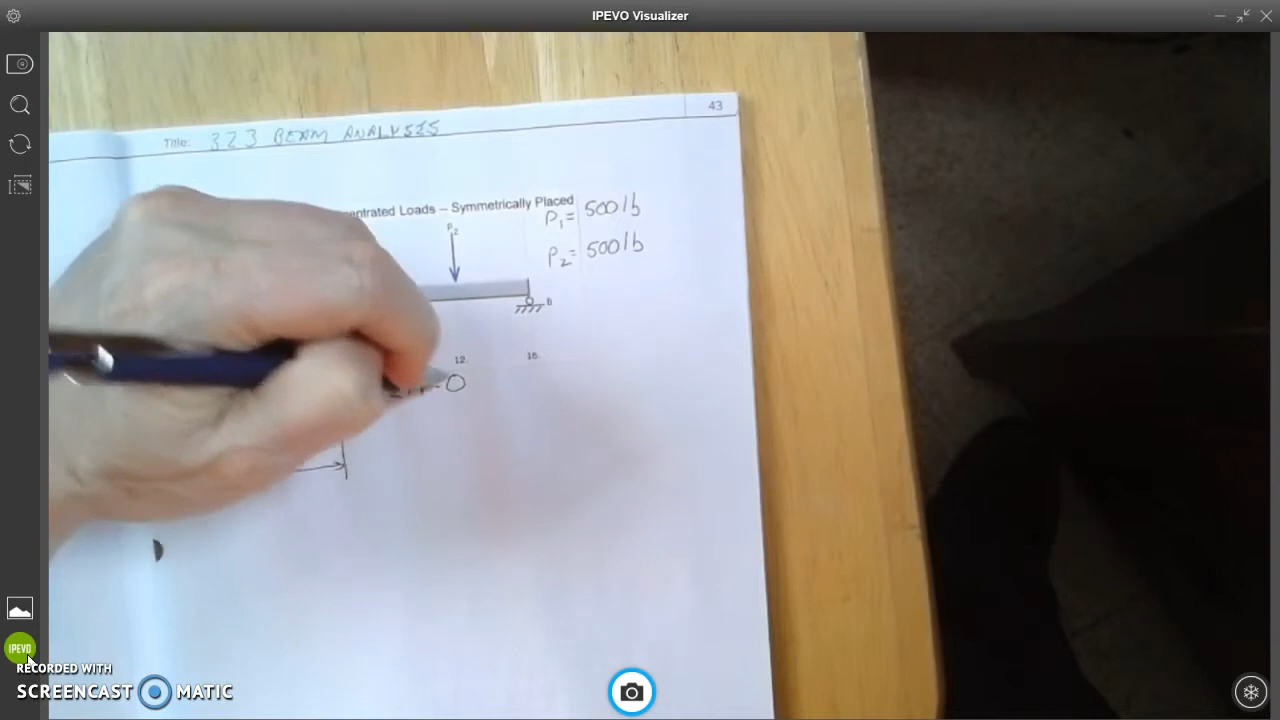 IPEVO Visualizer
43
Title: 323 BEAM ANALYSIS
Loads – Symmetrically Placed
P1= 500 lb
P2
P2= 500 lb
B
12. 16.
IPEVO
RECORDED WITH
SCREENCAST MATIC